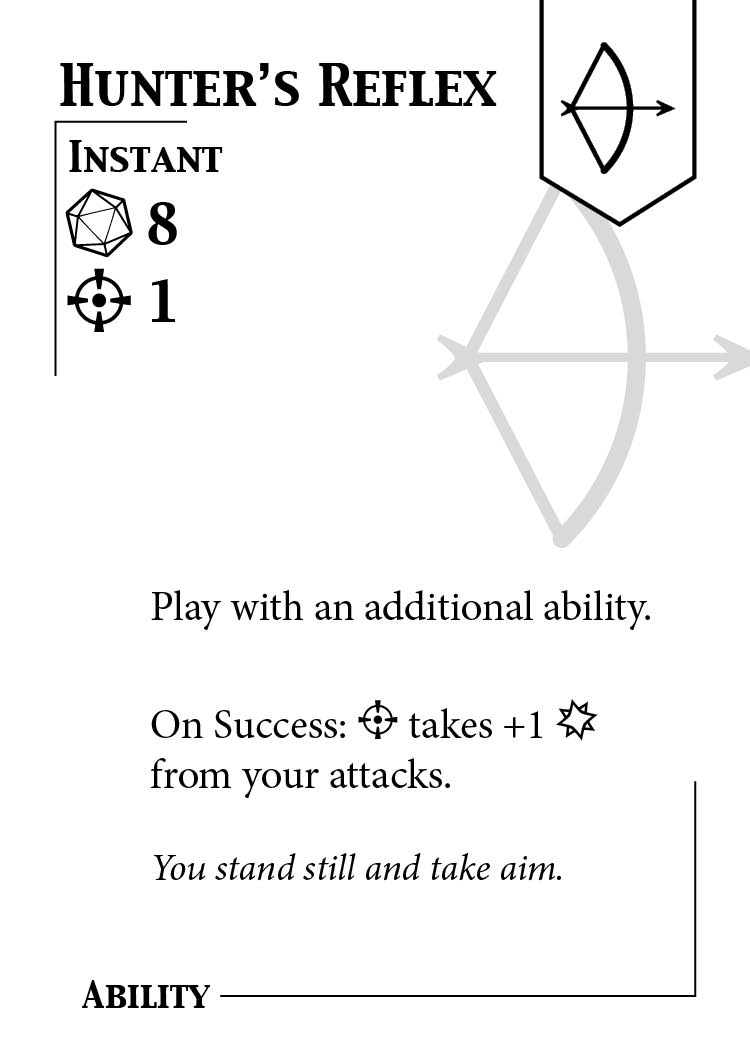 Hunter's Reflex
Instant
8
1
Play with an additional ability.
On Success: takes +1
from your attacks.
You stand still and take aim.
Ability